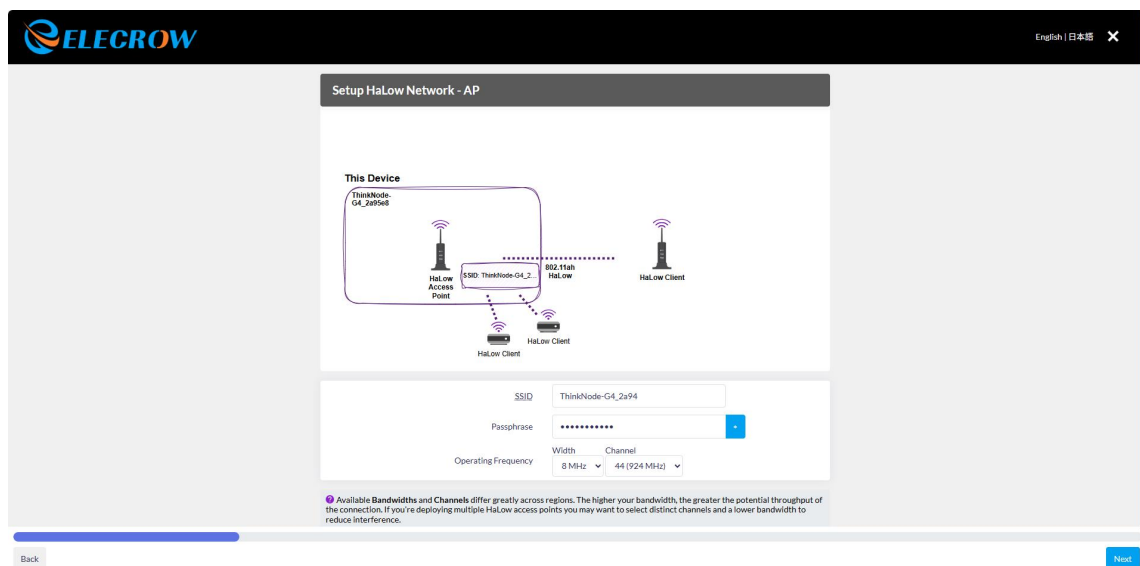 ELECROW
English | 日本語
Setup HaLow Network - AP
This Device
ThinkNode-
G4_2a95e8
SSID: ThinkNode-G4_2...
802.11ah
HaLow
HaLow
Access
Point
HaLow Client
HaLow Client
HaLow Client
SSID
ThinkNode-G4_2a94
Passphrase
•••••••••••
*
Width
Channel
Operating Frequency
8 MHz
44 (924 MHz)
Available Bandwidths and Channels differ greatly across regions. The higher your bandwidth, the greater the potential throughput of
the connection. If you're deploying multiple HaLow access points you may want to select distinct channels and a lower bandwidth to
reduce interference.
Back
Next